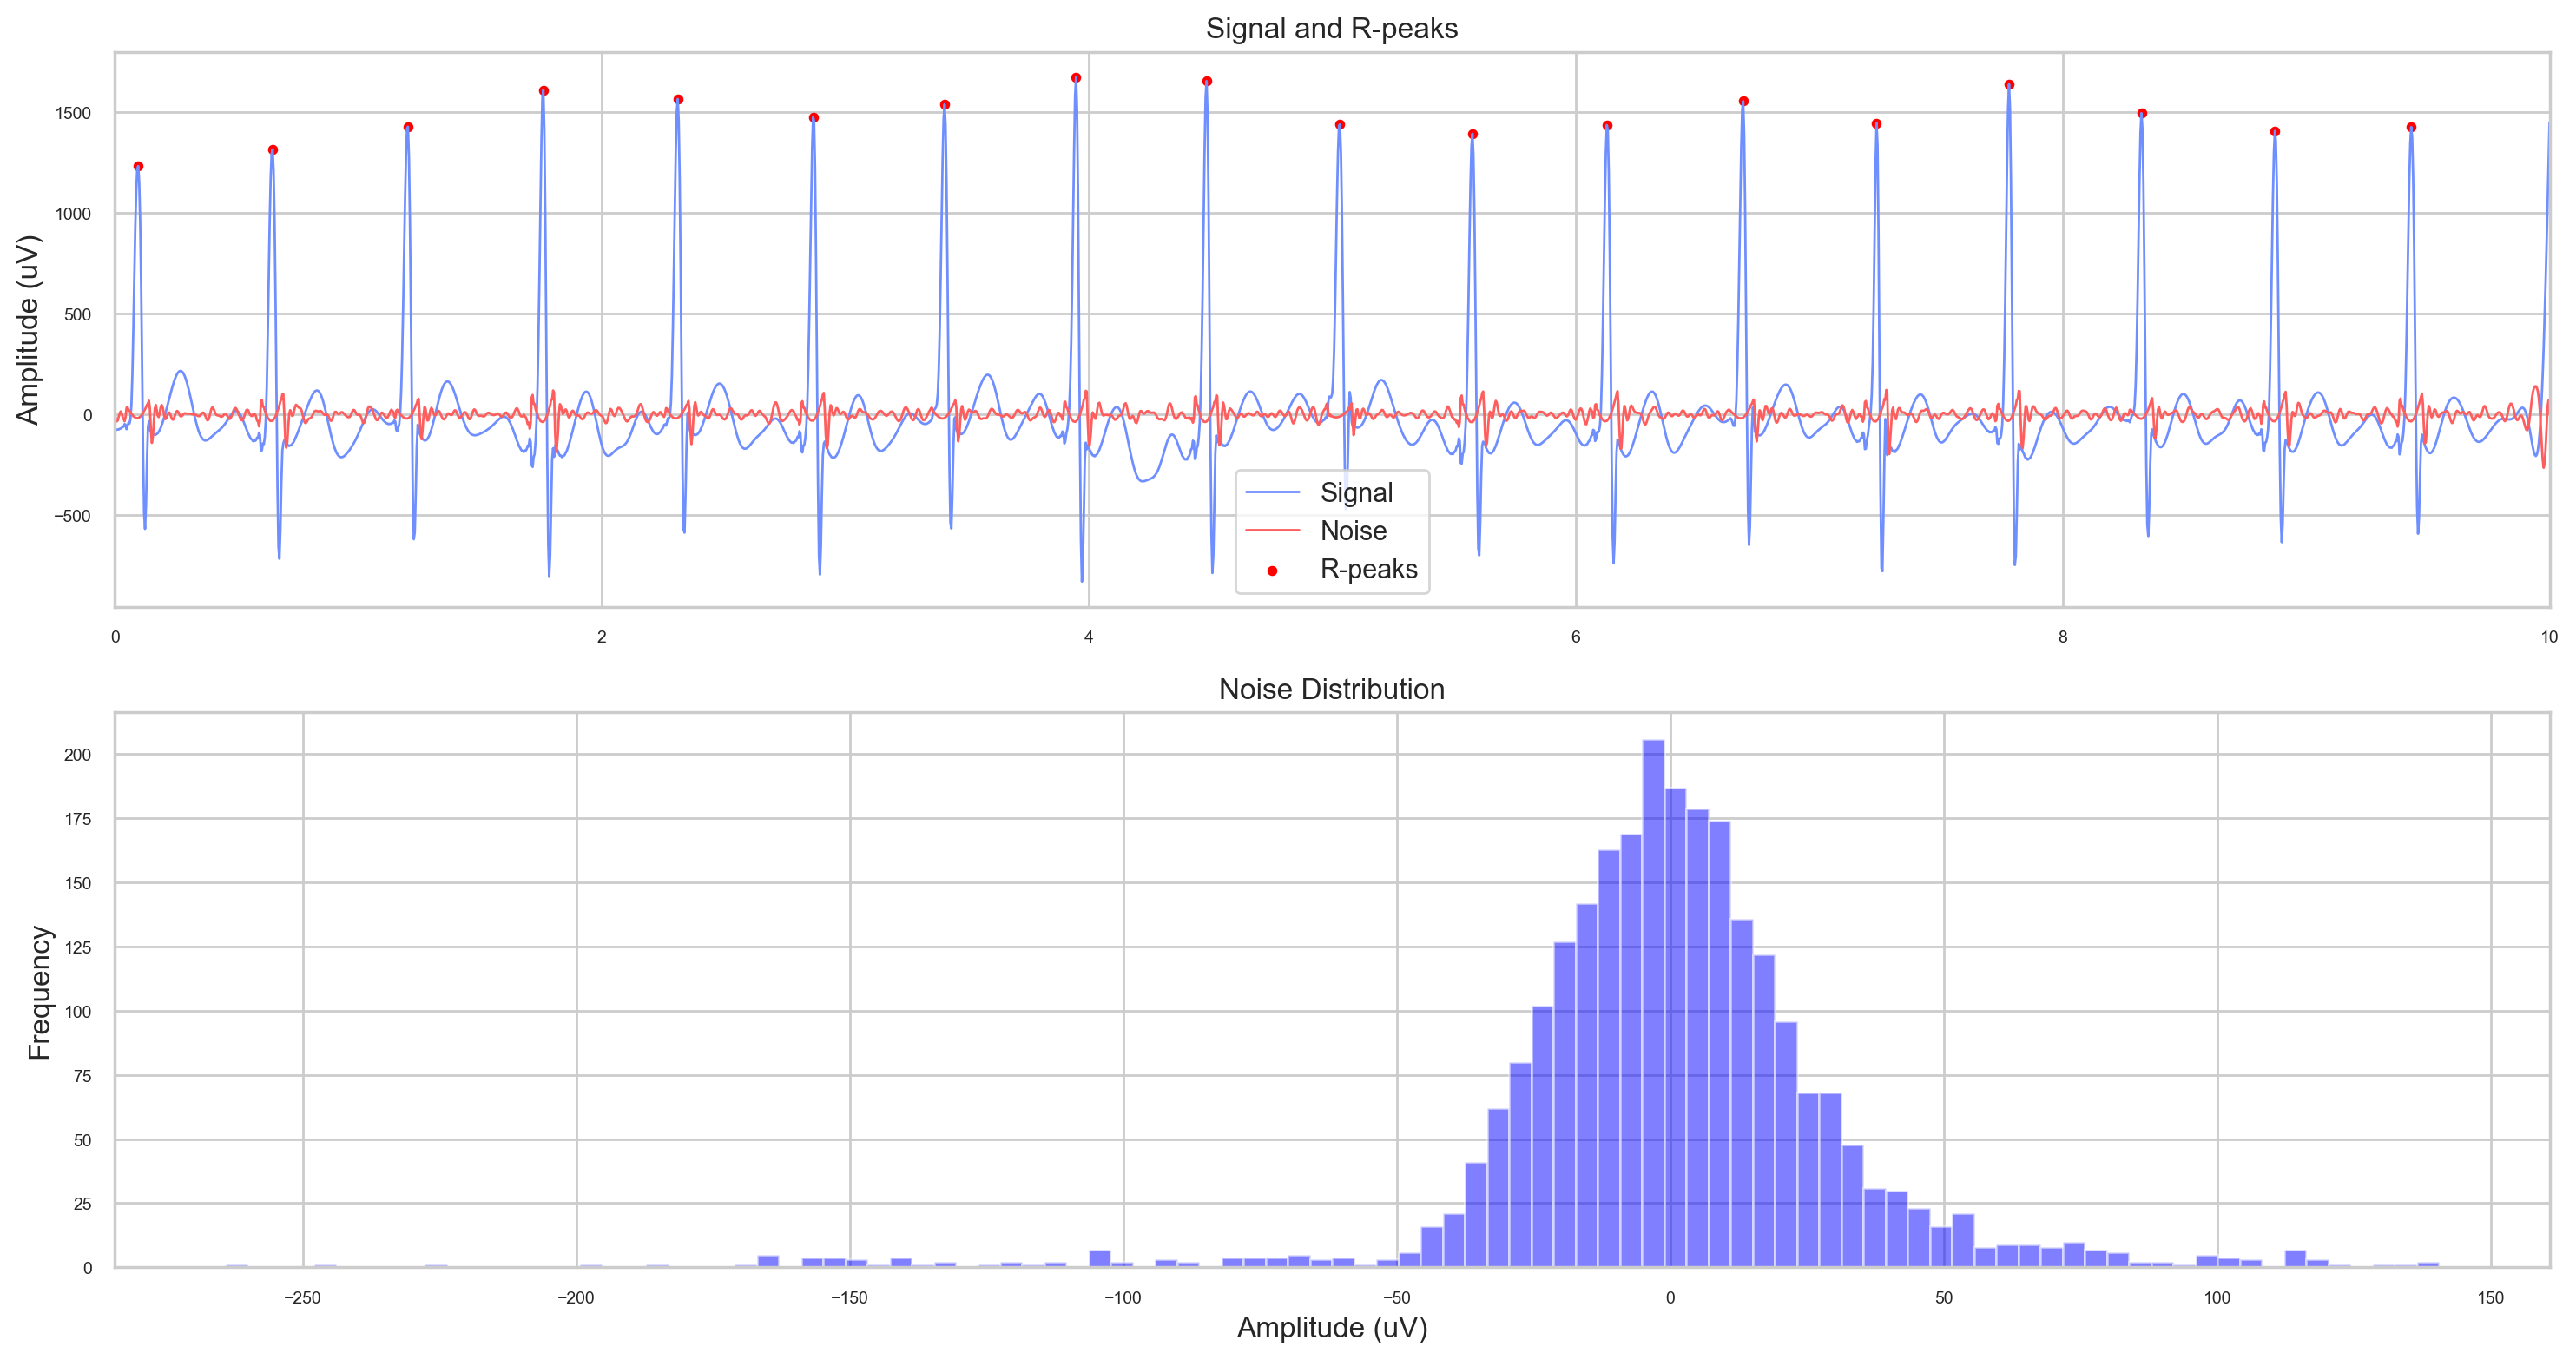 Signal and R-peaks
Amplitude (uV)
1500
1000
500
0
−500
Signal
Noise
R-peaks
0 2 4 6 8 10
Noise Distribution
Frequency
200
175
150
125
100
75
50
25
0
−250 −200 −150 −100 −50 0 50 100 150
Amplitude (uV)